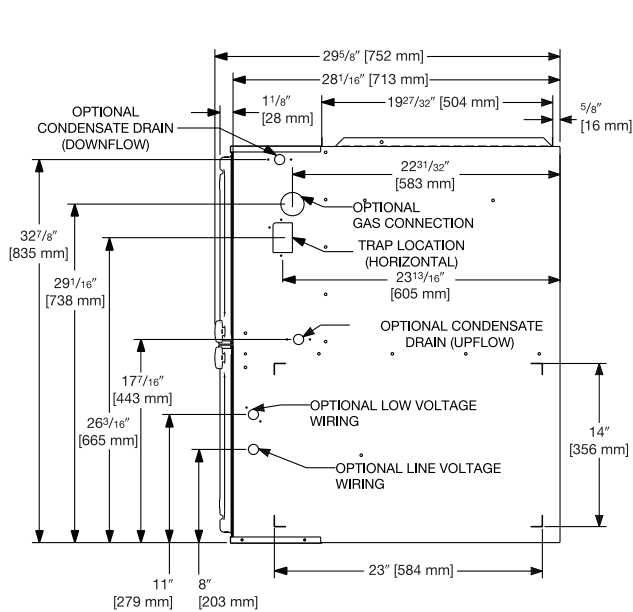 29 5/8" [752 mm]
28 1/16" [713 mm]
1 1/8"
[28 mm]
19 27/32" [504 mm]
5/8"
[16 mm]
OPTIONAL
CONDENSATE DRAIN
(DOWNFLOW)
22 31/32"
[583 mm]
OPTIONAL
GAS CONNECTION
32 7/8"
[835 mm]
TRAP LOCATION
(HORIZONTAL)
29 1/16"
[738 mm]
23 13/16"
[605 mm]
OPTIONAL CONDENSATE
DRAIN (UPFLOW)
17 7/16"
[443 mm]
26 3/16"
[665 mm]
OPTIONAL LOW VOLTAGE
WIRING
14"
[356 mm]
OPTIONAL LINE VOLTAGE
WIRING
23" [584 mm]
11"
[279 mm]
8"
[203 mm]